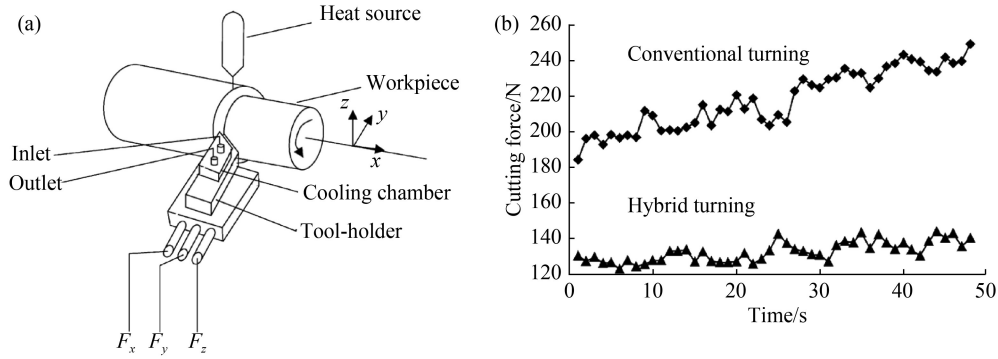 (a)
Heat source
Workpiece
z
y
x
Inlet
Outlet
Cooling chamber
Tool-holder
Fx Fy Fz
(b)
Cutting force/N
260
240
220
200
180
160
140
120
Conventional turning
Hybrid turning
0 10 20 30 40 50
Time/s